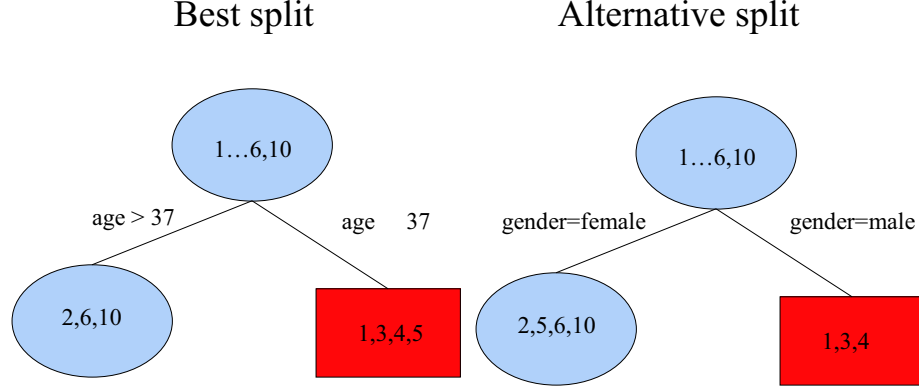 Best split
Alternative split
1…6,10
1…6,10
age > 37
age 37
gender=female
gender=male
2,6,10
1,3,4,5
2,5,6,10
1,3,4